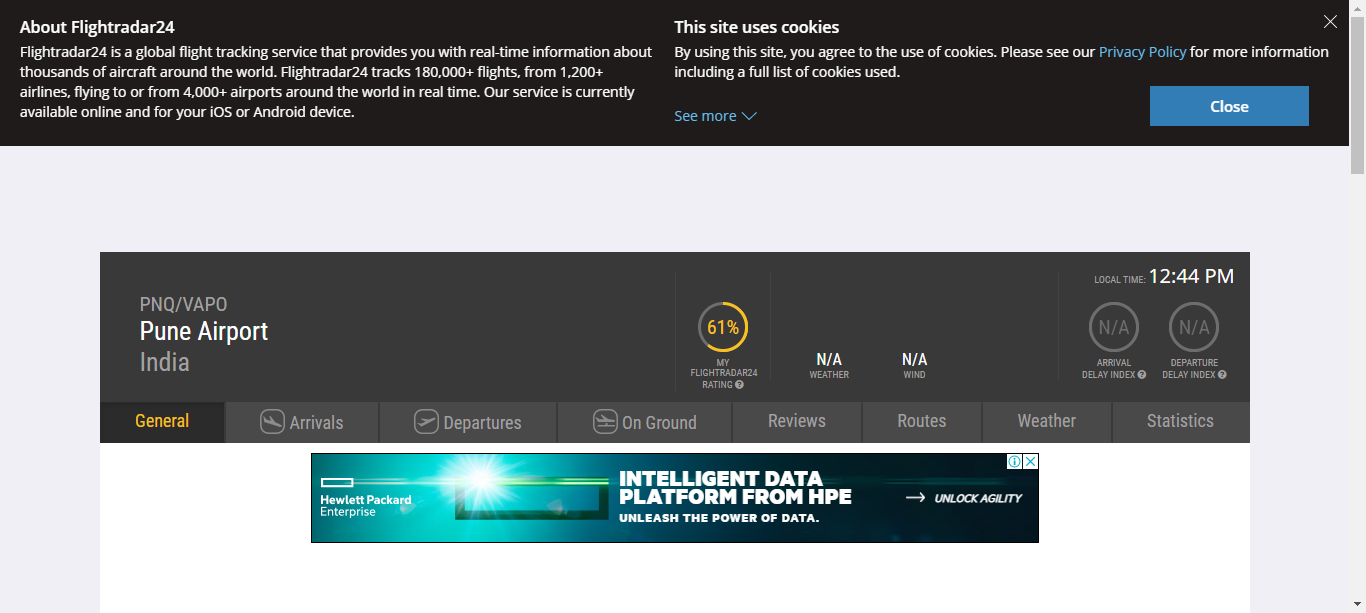 About Flightradar24
Flightradar24 is a global flight tracking service that provides you with real-time information about
thousands of aircraft around the world. Flightradar24 tracks 180,000+ flights, from 1,200+
airlines, flying to or from 4,000+ airports around the world in real time. Our service is currently
available online and for your iOS or Android device.
This site uses cookies
By using this site, you agree to the use of cookies. Please see our Privacy Policy for more information
including a full list of cookies used.
See more
Close
LOCAL TIME: 12:44 PM
PNQ/VAPO
Pune Airport
India
61%
MY
FLIGHTRADAR24
RATING ?
N/A
WEATHER
N/A
WIND
N/A
ARRIVAL
DELAY INDEX ?
N/A
DEPARTURE
DELAY INDEX ?
General
Arrivals
Departures
On Ground
Reviews
Routes
Weather
Statistics
Hewlett Packard
Enterprise
INTELLIGENT DATA
PLATFORM FROM HPE
UNLEASH THE POWER OF DATA.
→ UNLOCK AGILITY